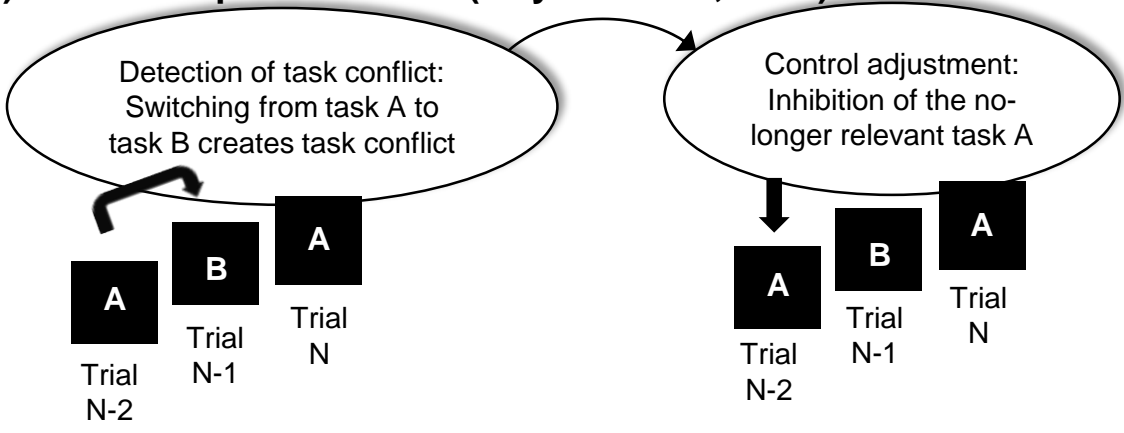 Detection of task conflict:
Switching from task A to
task B creates task conflict
A
B
A
Trial
N-2
Trial
N-1
Trial
N
Control adjustment:
Inhibition of the no-
longer relevant task A
A
B
A
Trial
N-2
Trial
N-1
Trial
N